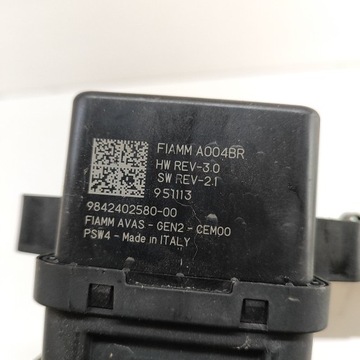 FIAMM A004BR
HW REV-3.0
SW REV-2.1
951113
9842402580-00
FIAMM AVAS - GEN2 - CEM00
PSW4 - Made in ITALY